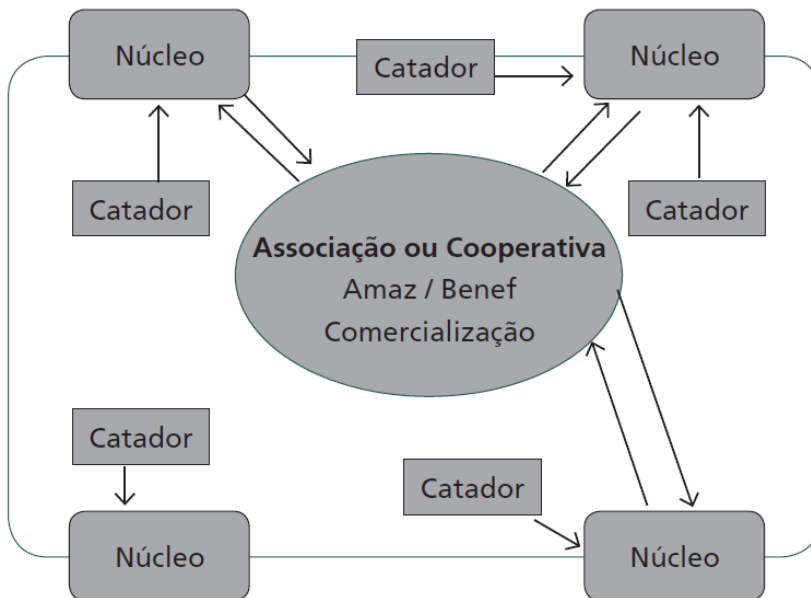 Núcleo
Catador
Núcleo
Catador
Catador
Associação ou Cooperativa
Amaz / Benef
Comercialização
Catador
Catador
Núcleo
Núcleo